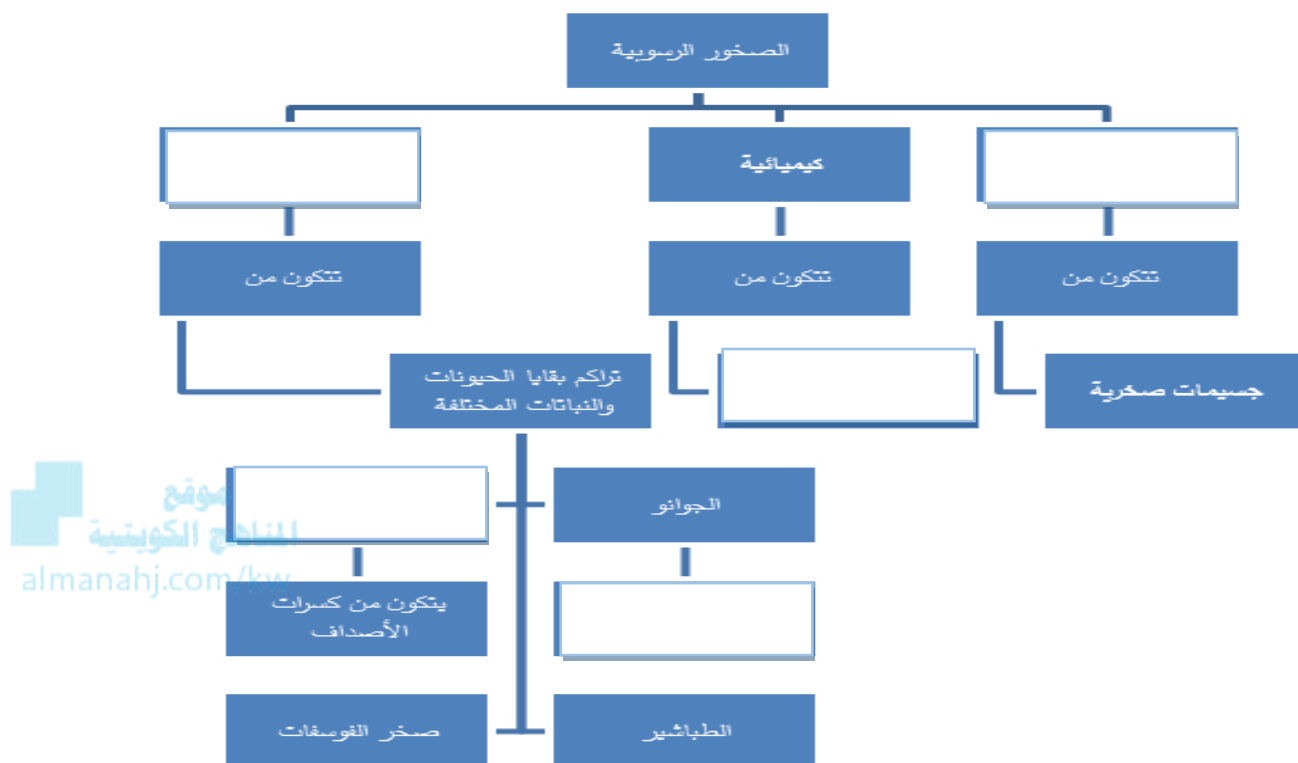 الصخور الرسوبية
كيميائية
تتكون من
تتكون من
تتكون من
جسيمات صخرية
تراكم بقايا الحيونات
والنباتات المختلفة
الجوانو
يتكون من كسرات
الأصداف
الطباشير
صخر الفوسفات
موقع
المناهج الكويتية
almanahj.com/kw